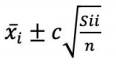 x̄ᵢ ± c√(Sii/n)